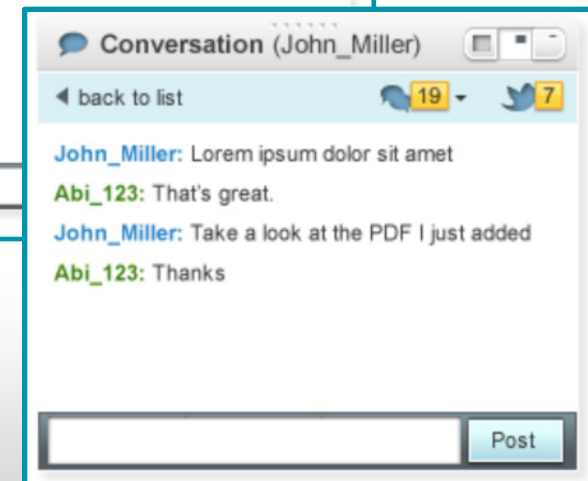 Conversation (John_Miller)
back to list 19 7
John_Miller: Lorem ipsum dolor sit amet
Abi_123: That's great.
John_Miller: Take a look at the PDF I just added
Abi_123: Thanks
Post